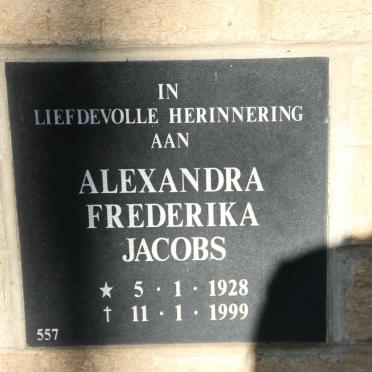 IN
LIEFDEVOLLE HERINNERING
AAN
ALEXANDRA
FREDERIKA
JACOBS
★ 5 · 1 · 1928
† 11 · 1 · 1999
557